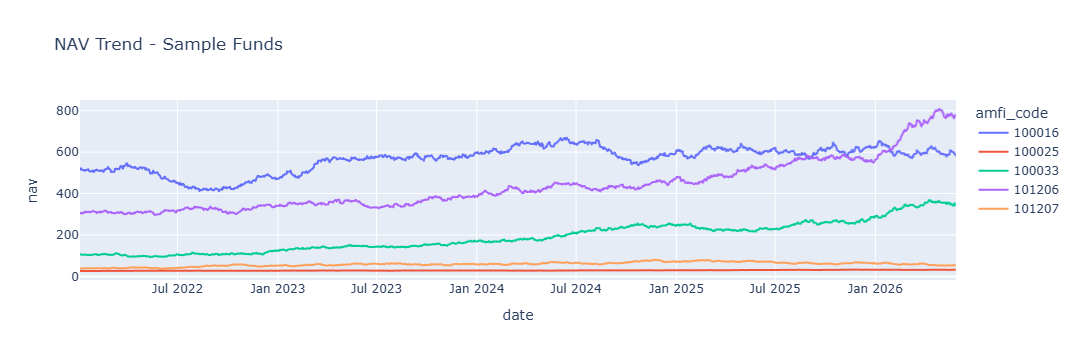 NAV Trend - Sample Funds
nav
800
600
400
200
0
Jul 2022 Jan 2023 Jul 2023 Jan 2024 Jul 2024 Jan 2025 Jul 2025 Jan 2026
date
amfi_code
100016
100025
100033
101206
101207